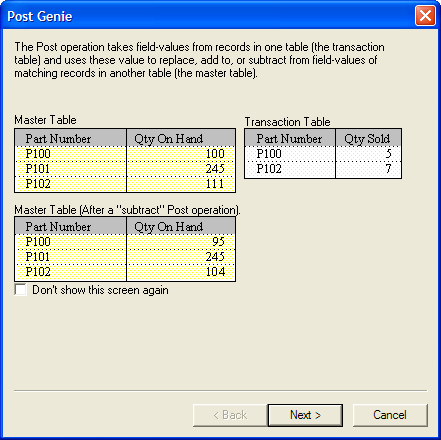 Post Genie
The Post operation takes field-values from records in one table (the transaction
table) and uses these value to replace, add to, or subtract from field-values of
matching records in another table (the master table).
Master Table
Part Number Qty On Hand
P100 100
P101 245
P102 111
Transaction Table
Part Number Qty Sold
P100 5
P102 7
Master Table (After a "subtract" Post operation).
Part Number Qty On Hand
P100 95
P101 245
P102 104
Don't show this screen again
< Back Next > Cancel